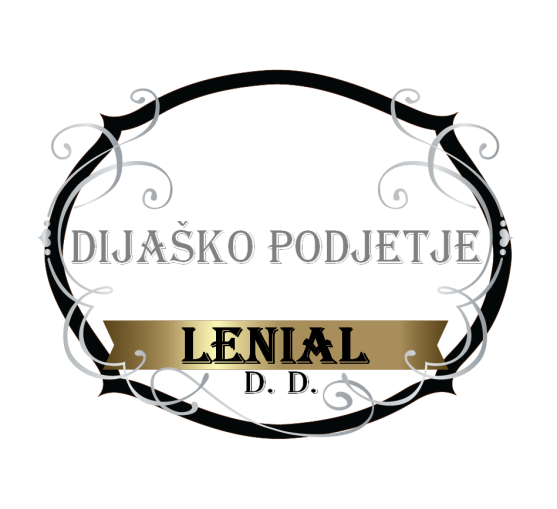 DIJAŠKO PODJETJE
LENIAL
D. D.